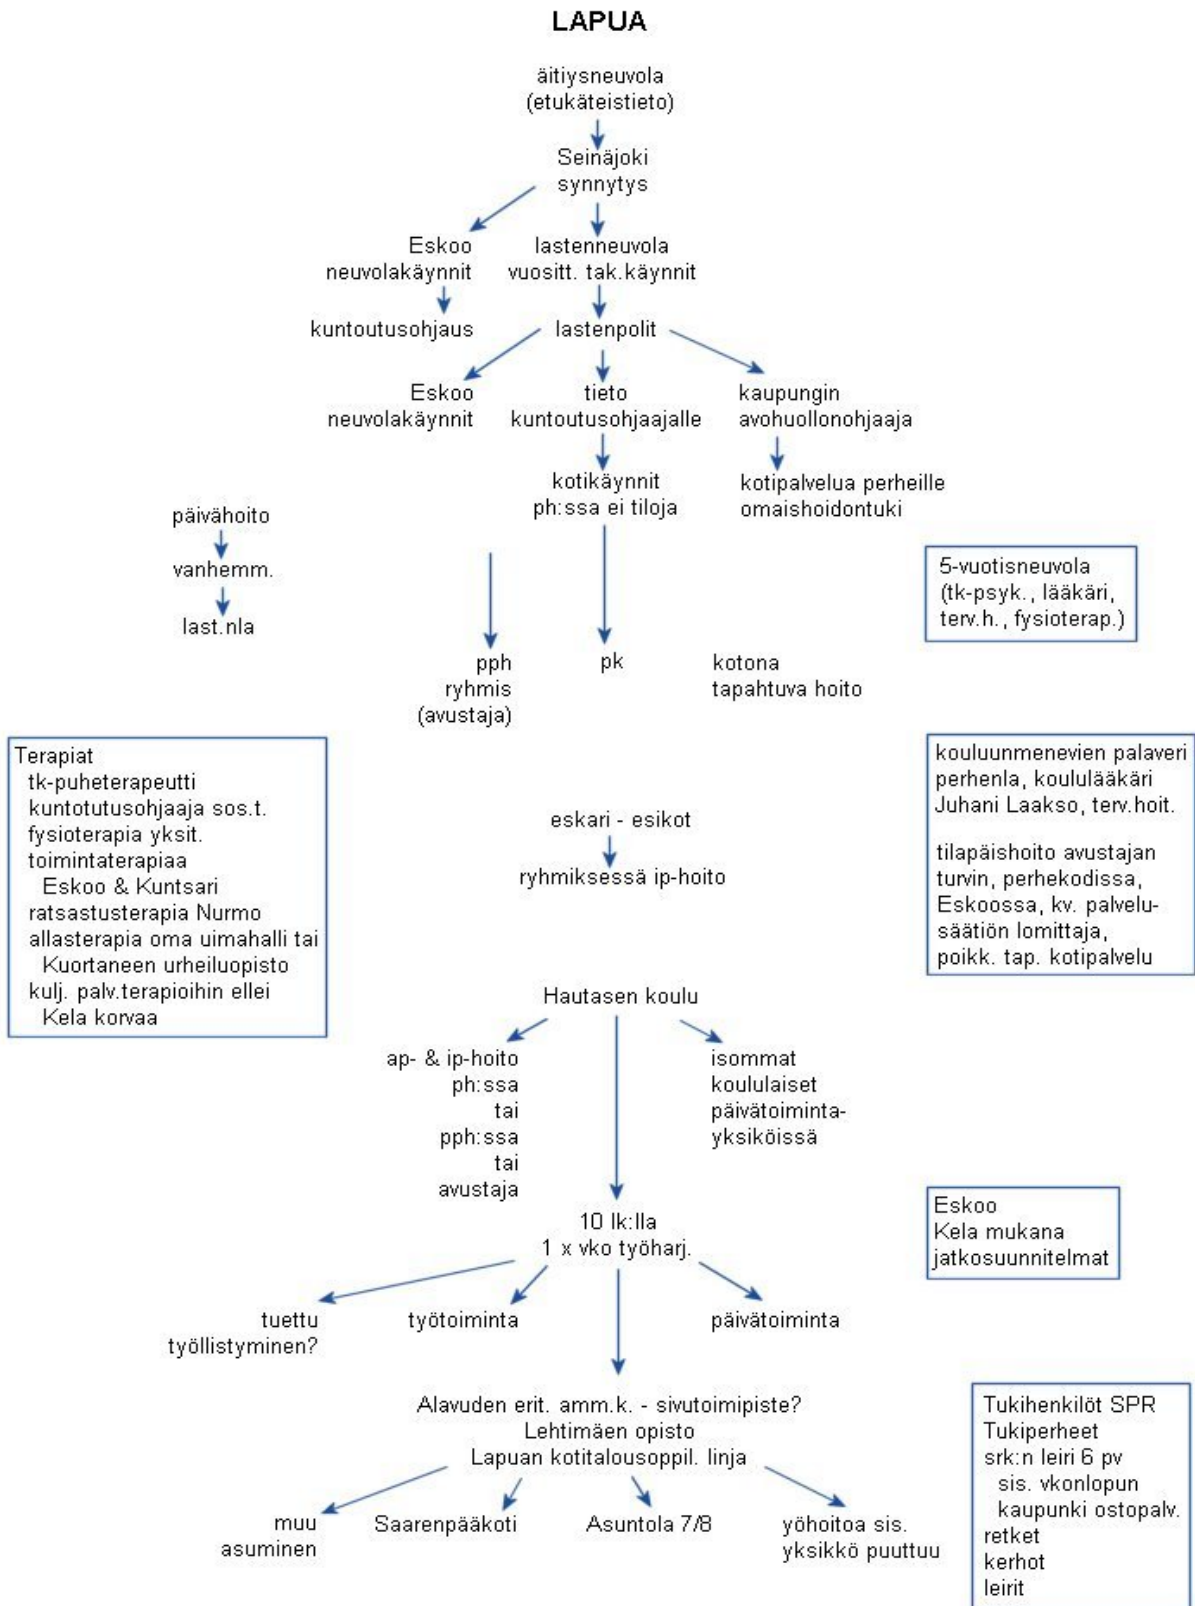 LAPUA
äitiysneuvola
(etukäteistieto)
Seinäjoki
synnytys
Eskoo
neuvolakäynnit
lastenneuvola
vuositt. tak.käynnit
kuntoutusohjaus
lastenpolit
Eskoo
neuvolakäynnit
tieto
kuntoutusohjaajalle
kaupungin
avohuollonohjaaja
kotikäynnit
ph:ssa ei tiloja
kotipalvelua perheille
omaishoidontuki
päivähoito
vanhemm.
last.nla
5-vuotisneuvola
(tk-psyk., lääkäri,
terv.h., fysioterap.)
pph
ryhmis
(avustaja)
pk
kotona
tapahtuva hoito
Terapiat
tk-puheterapeutti
kuntotutusohjaaja sos.t.
fysioterapia yksit.
toimintaterapiaa
Eskoo & Kuntsari
ratsastusterapia Nurmo
allasterapia oma uimahalli tai
Kuortaneen urheiluopisto
kulj. palv.terapioihin ellei
Kela korvaa
eskari - esikot
ryhmiksessä ip-hoito
kouluunmenevien palaveri
perhenla, koululääkäri
Juhani Laakso, terv.hoit.
tilapäishoito avustajan
turvin, perhekodissa,
Eskoossa, kv. palvelu-
säätiön lomittaja,
poikk. tap. kotipalvelu
Hautasen koulu
ap- & ip-hoito
ph:ssa
tai
pph:ssa
tai
avustaja
isommat
koululaiset
päivätoiminta-
yksiköissä
10 lk:lla
1 x vko työharj.
Eskoo
Kela mukana
jatkosuunnitelmat
tuettu
työllistyminen?
työtoiminta
päivätoiminta
Alavuden erit. amm.k. - sivutoimipiste?
Lehtimäen opisto
Lapuan kotitalousoppil. linja
muu
asuminen
Saarenpääkoti
Asuntola 7/8
yöhoitoa sis.
yksikkö puuttuu
Tukihenkilöt SPR
Tukiperheet
srk:n leiri 6 pv
sis. vkonlopun
kaupunki ostopalv.
retket
kerhot
leirit